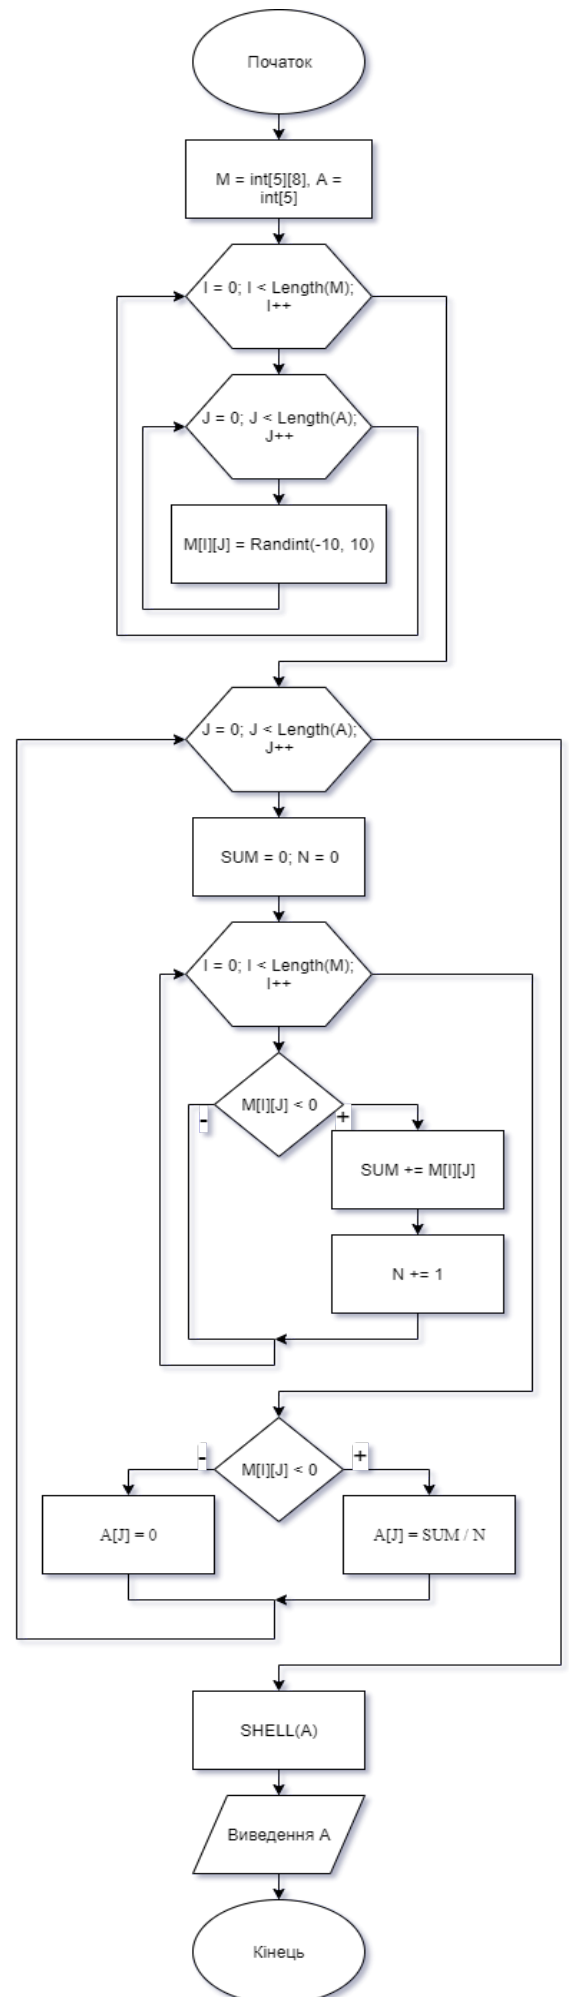 Початок
M = int[5][8], A =
int[5]
I = 0; I < Length(M);
I++
J = 0; J < Length(A);
J++
M[I][J] = Randint(-10, 10)
J = 0; J < Length(A);
J++
SUM = 0; N = 0
I = 0; I < Length(M);
I++
M[I][J] < 0
-
+
SUM += M[I][J]
N += 1
M[I][J] < 0
-
+
A[J] = 0
A[J] = SUM / N
SHELL(A)
Виведення А
Кінець